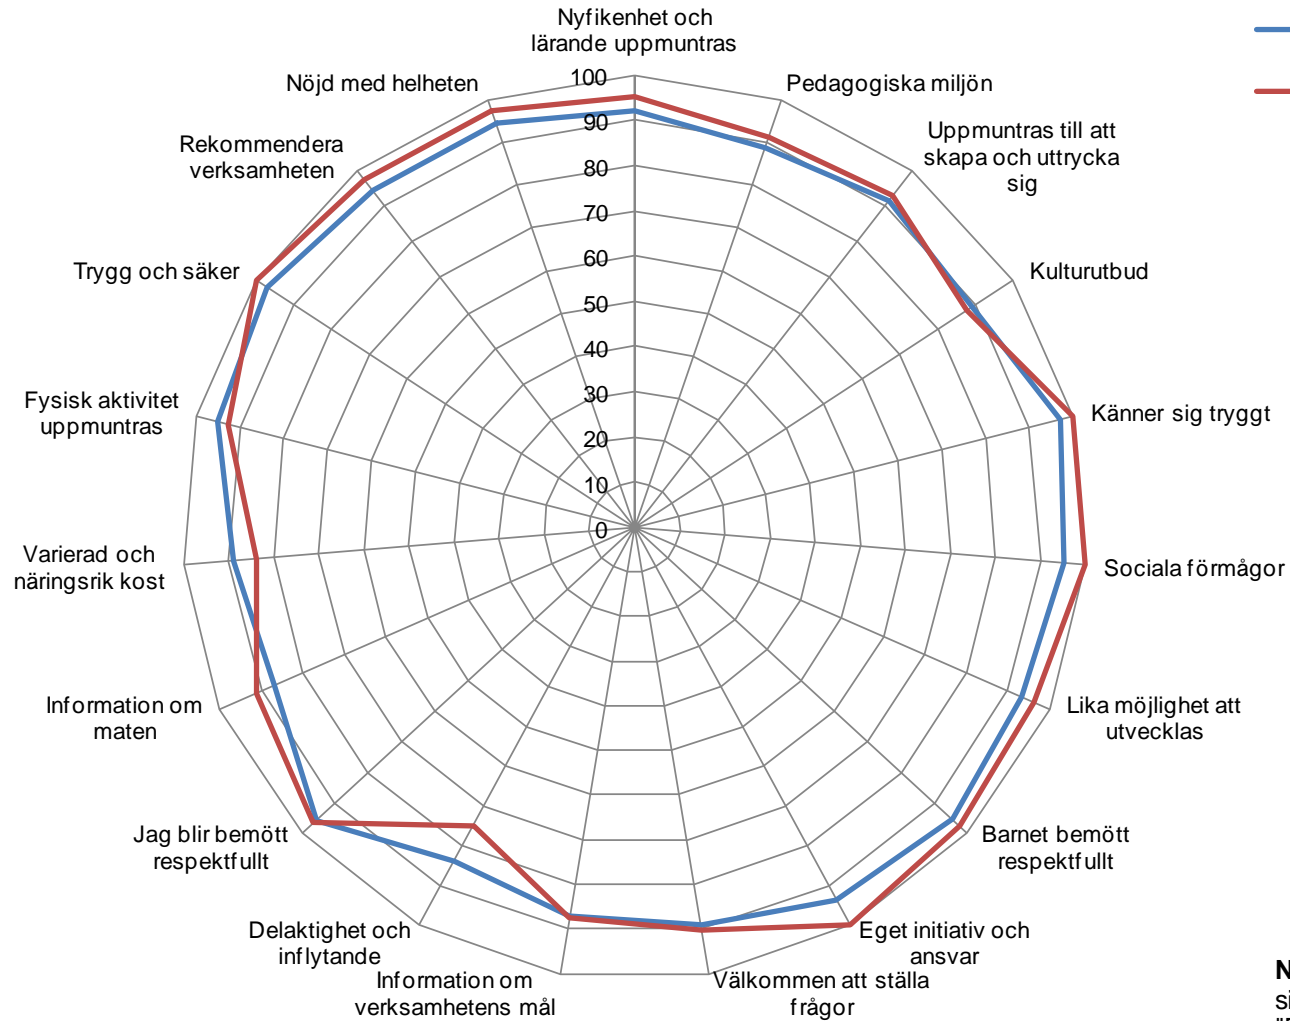 Nyfikenhet och
lärande uppmuntras
Pedagogiska miljön
Uppmuntras till att
skapa och uttrycka
sig
Kulturutbud
Känner sig tryggt
Sociala förmågor
Lika möjlighet att
utvecklas
Barnet bemött
respektfullt
Eget initiativ och
ansvar
Välkommen att ställa
frågor
Information om
verksamhetens mål
Delaktighet och
inflytande
Jag blir bemött
respektfullt
Information om
maten
Varierad och
näringsrik kost
Fysisk aktivitet
uppmuntras
Trygg och säker
Rekommendera
verksamheten
Nöjd med helheten
100
90
80
70
60
50
40
30
20
10
0
N
si